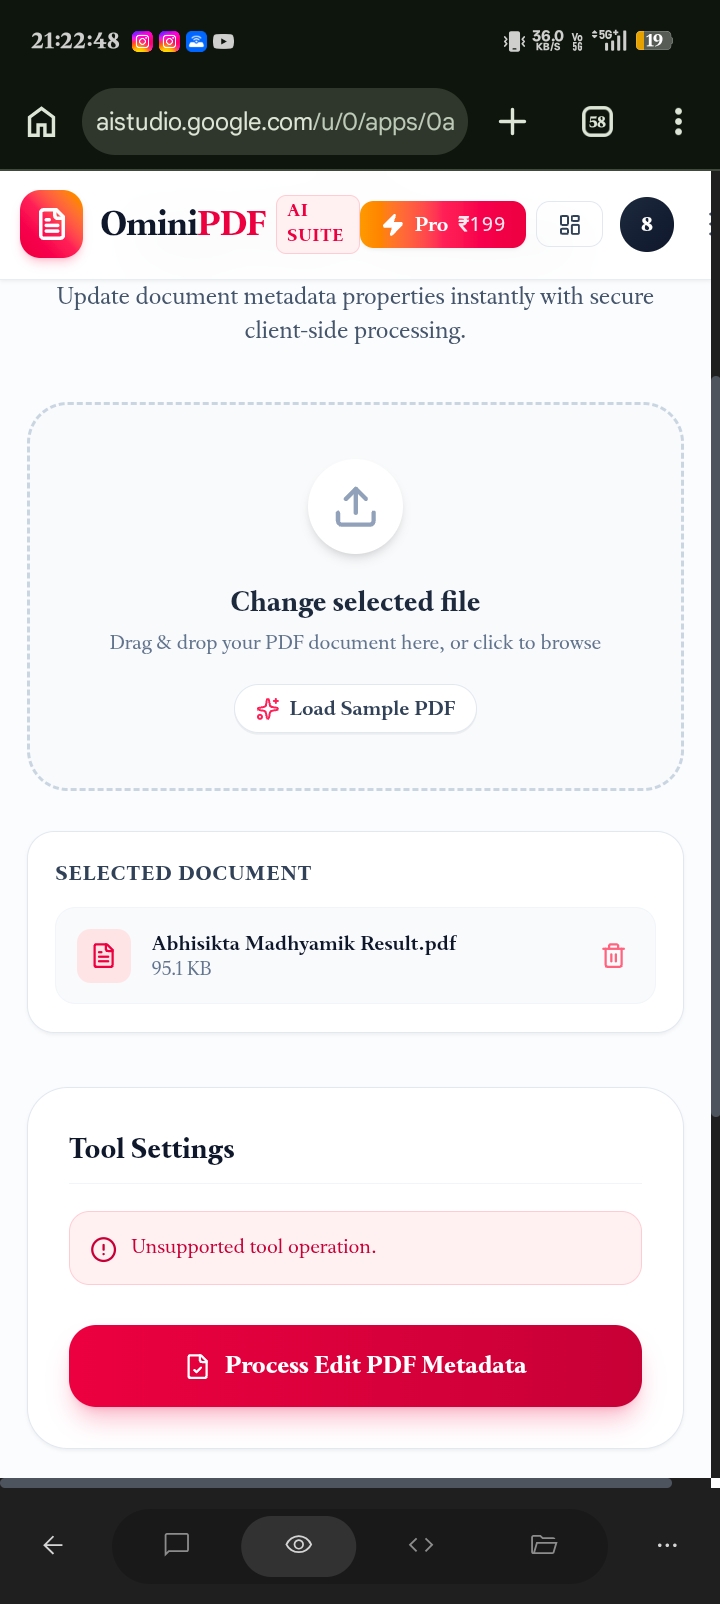 21:22:48
36.0 KB/S Vo 5G 5G+ 19
aistudio.google.com/u/0/apps/0a
58
OminiPDF
AI SUITE
Pro ₹199
8
Update document metadata properties instantly with secure
client-side processing.
Change selected file
Drag & drop your PDF document here, or click to browse
Load Sample PDF
SELECTED DOCUMENT
Abhisikta Madhyamik Result.pdf
95.1 KB
Tool Settings
Unsupported tool operation.
Process Edit PDF Metadata